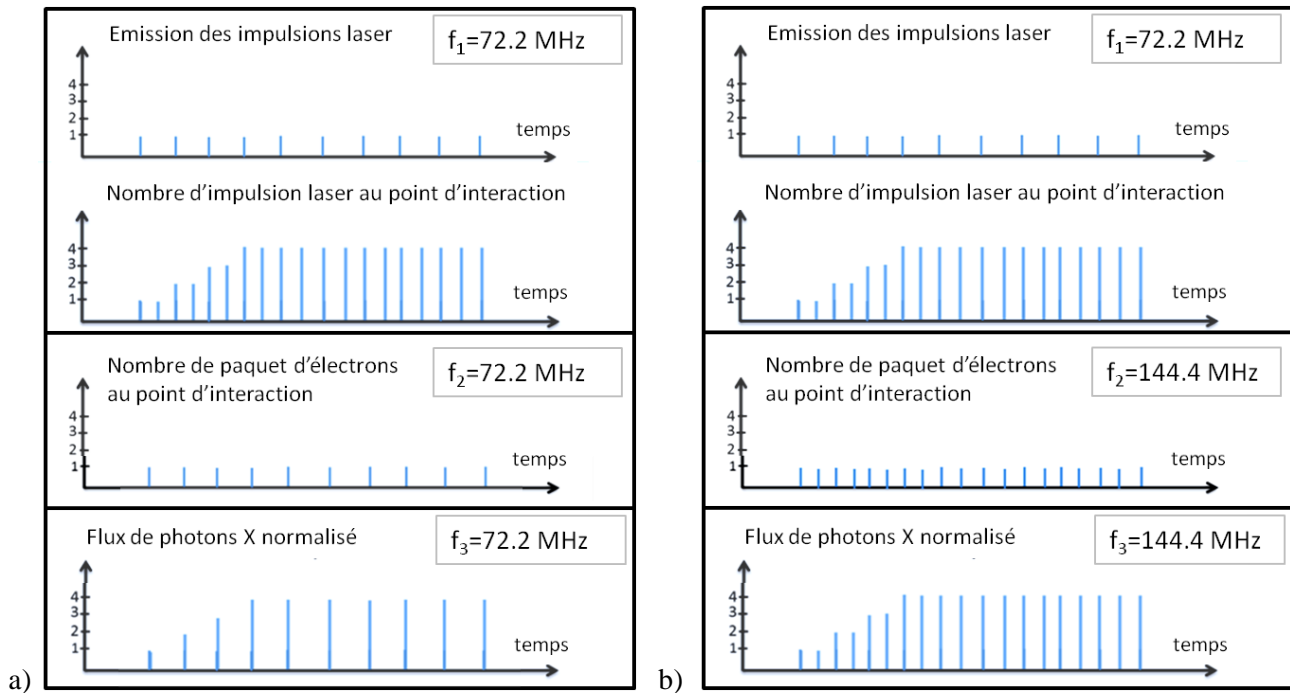 Emission des impulsions laser
f1=72.2 MHz
4
3
2
1
temps
Nombre d'impulsion laser au point d'interaction
4
3
2
1
temps
Nombre de paquet d'électrons
au point d'interaction
f2=72.2 MHz
4
3
2
1
temps
Flux de photons X normalisé
f3=72.2 MHz
4
3
2
1
temps
a)
Emission des impulsions laser
f1=72.2 MHz
4
3
2
1
temps
Nombre d'impulsion laser au point d'interaction
4
3
2
1
temps
Nombre de paquet d'électrons
au point d'interaction
f2=144.4 MHz
4
3
2
1
temps
Flux de photons X normalisé
f3=144.4 MHz
4
3
2
1
temps
b)